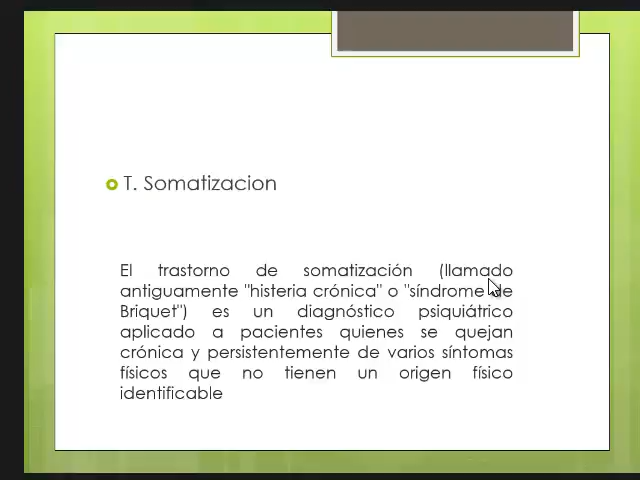 T. Somatizacion
El trastorno de somatización (llamado
antiguamente "histeria crónica" o "síndrome de
Briquet") es un diagnóstico psiquiátrico
aplicado a pacientes quienes se quejan
crónica y persistentemente de varios síntomas
físicos que no tienen un origen físico
identificable